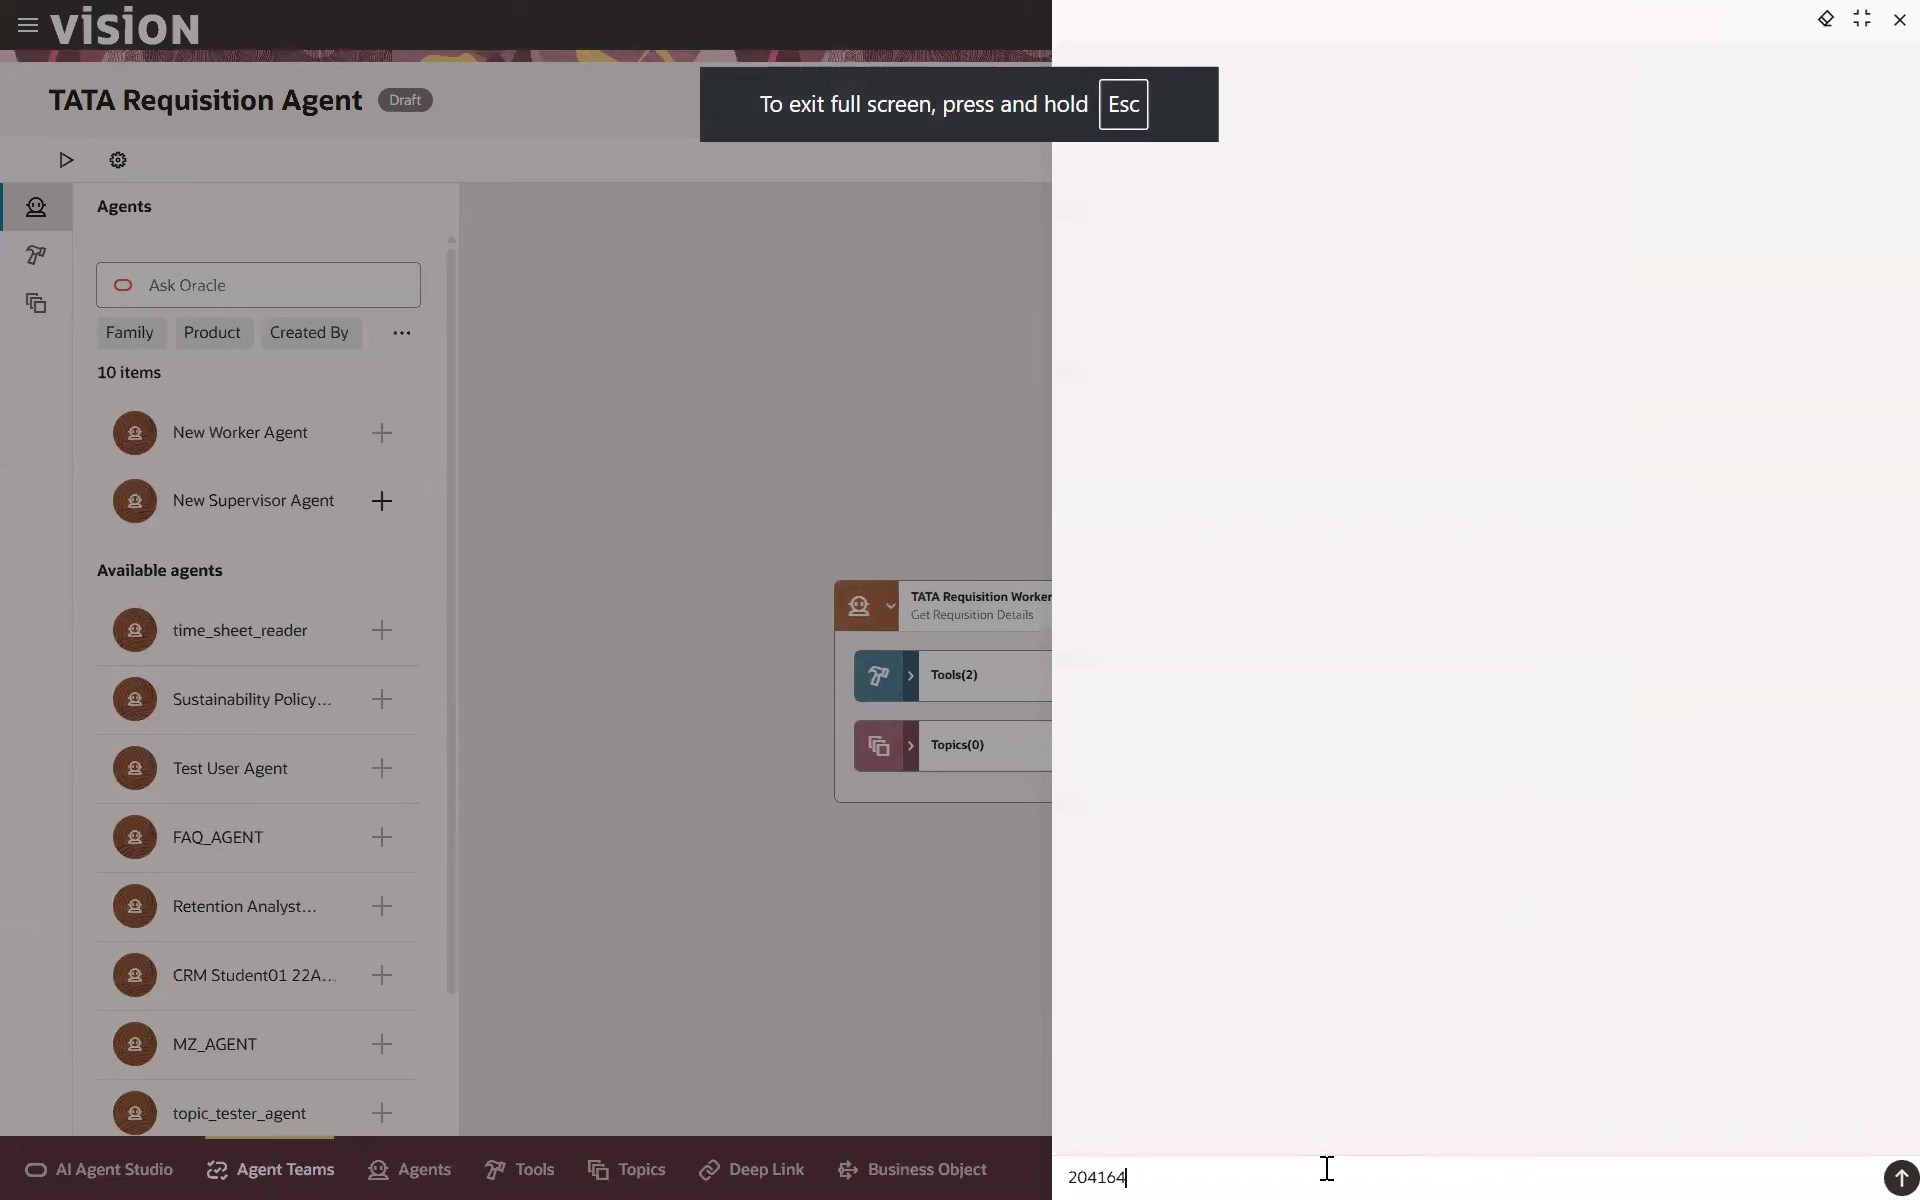 vision
TATA Requisition Agent
Draft
To exit full screen, press and hold Esc
Agents
Ask Oracle
Family
Product
Created By
10 items
New Worker Agent
New Supervisor Agent
Available agents
time_sheet_reader
Sustainability Policy...
Test User Agent
FAQ_AGENT
Retention Analyst...
CRM Student01 22A...
MZ_AGENT
topic_tester_agent
TATA Requisition Worker
Get Requisition Details
Tools(2)
Topics(0)
AI Agent Studio
Agent Teams
Agents
Tools
Topics
Deep Link
Business Object
204164